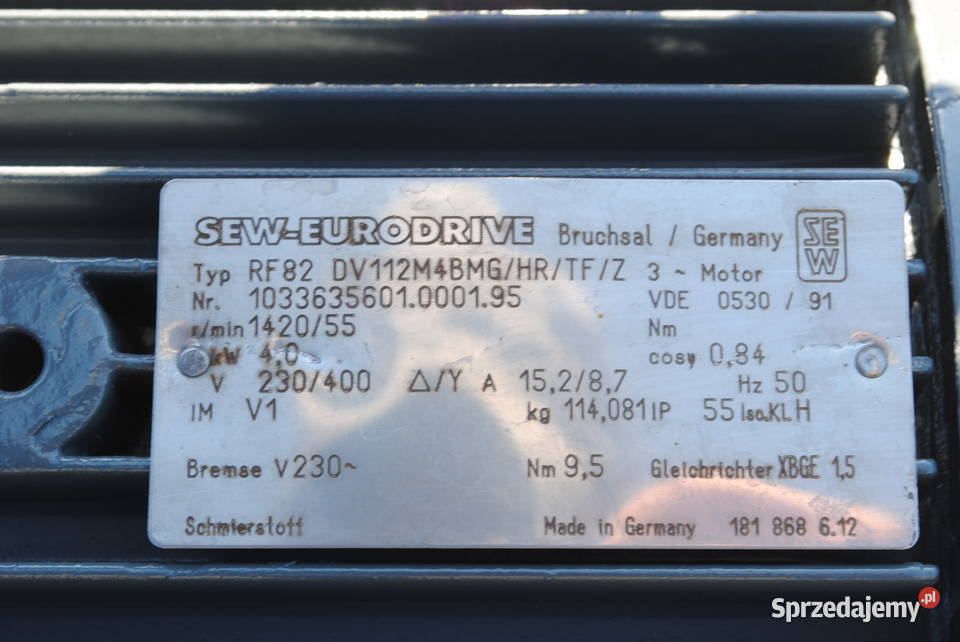 SEW-EURODRIVE Bruchsal / Germany SEW
Typ RF82 DV112M4BMG/HR/TF/Z 3 ~ Motor
Nr. 1033635601.0001.95 VDE 0530 / 91
r/min 1420/55 Nm
kW 4,0 cosφ 0,84
V 230/400 Δ/Y A 15,2/8,7 Hz 50
IM V1 kg 114,081 IP 55 Iso.Kl. H
Bremse V 230~ Nm 9,5 Gleichrichter XBGE 1,5
Schmierstoff Made in Germany 181 868 6.12
Sprzedajemy.pl